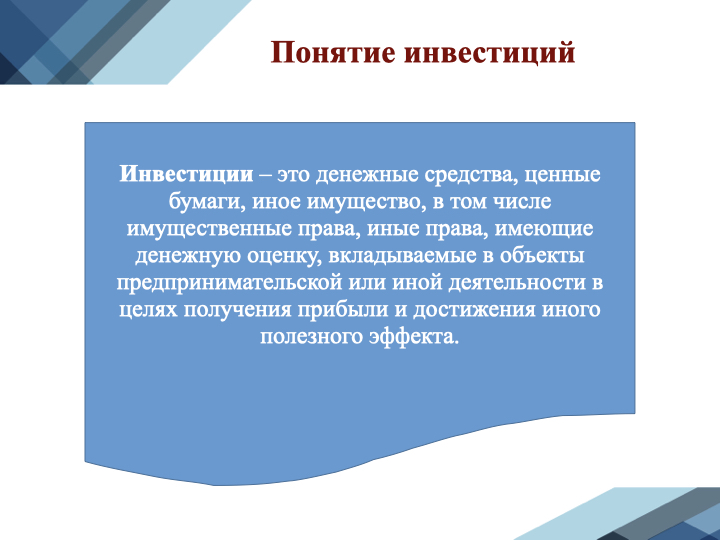 Понятие инвестиций
Инвестиции – это денежные средства, ценные
бумаги, иное имущество, в том числе
имущественные права, иные права, имеющие
денежную оценку, вкладываемые в объекты
предпринимательской или иной деятельности в
целях получения прибыли и достижения иного
полезного эффекта.